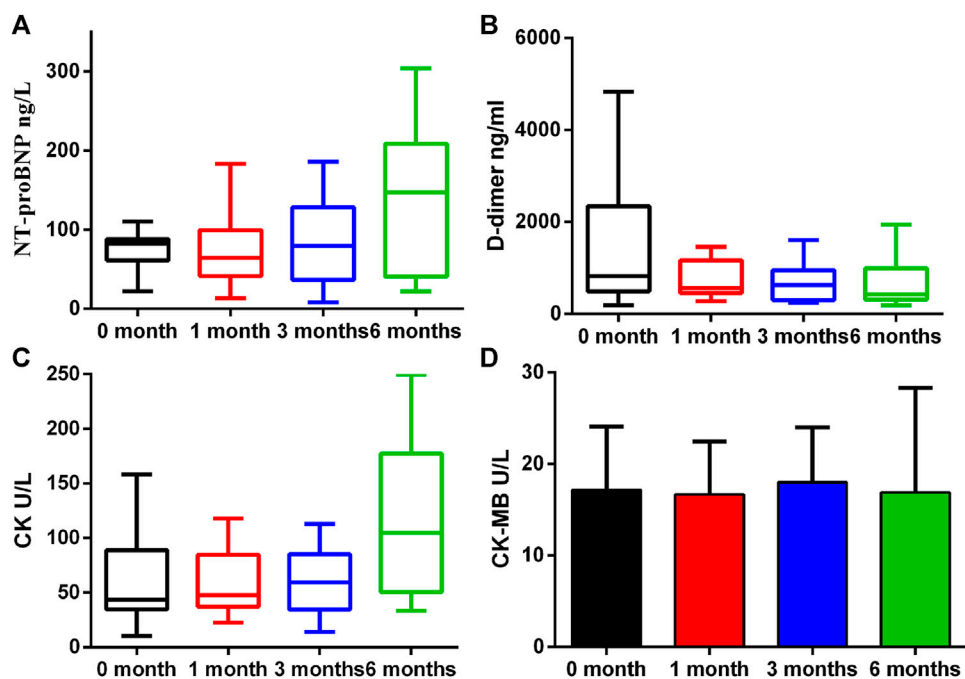 A
NT-proBNP ng/L
300
200
100
0
0 month 1 month 3 months6 months
B
D-dimer ng/ml
6000
4000
2000
0
0 month 1 month 3 months6 months
C
CK U/L
250
200
150
100
50
0
0 month 1 month 3 months6 months
D
CK-MB U/L
30
20
10
0
0 month 1 month 3 months 6 months